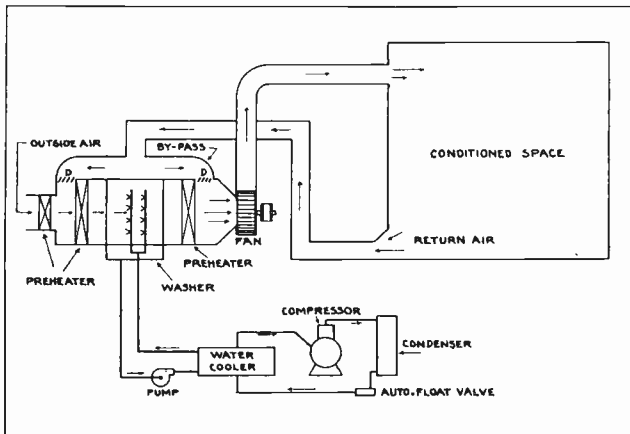 OUTSIDE AIR
BY-PASS
D
D
CONDITIONED SPACE
FAN
RETURN AIR
PREHEATER
PREHEATER
WASHER
COMPRESSOR
CONDENSER
WATER
COOLER
PUMP
AUTO.FLOAT VALVE